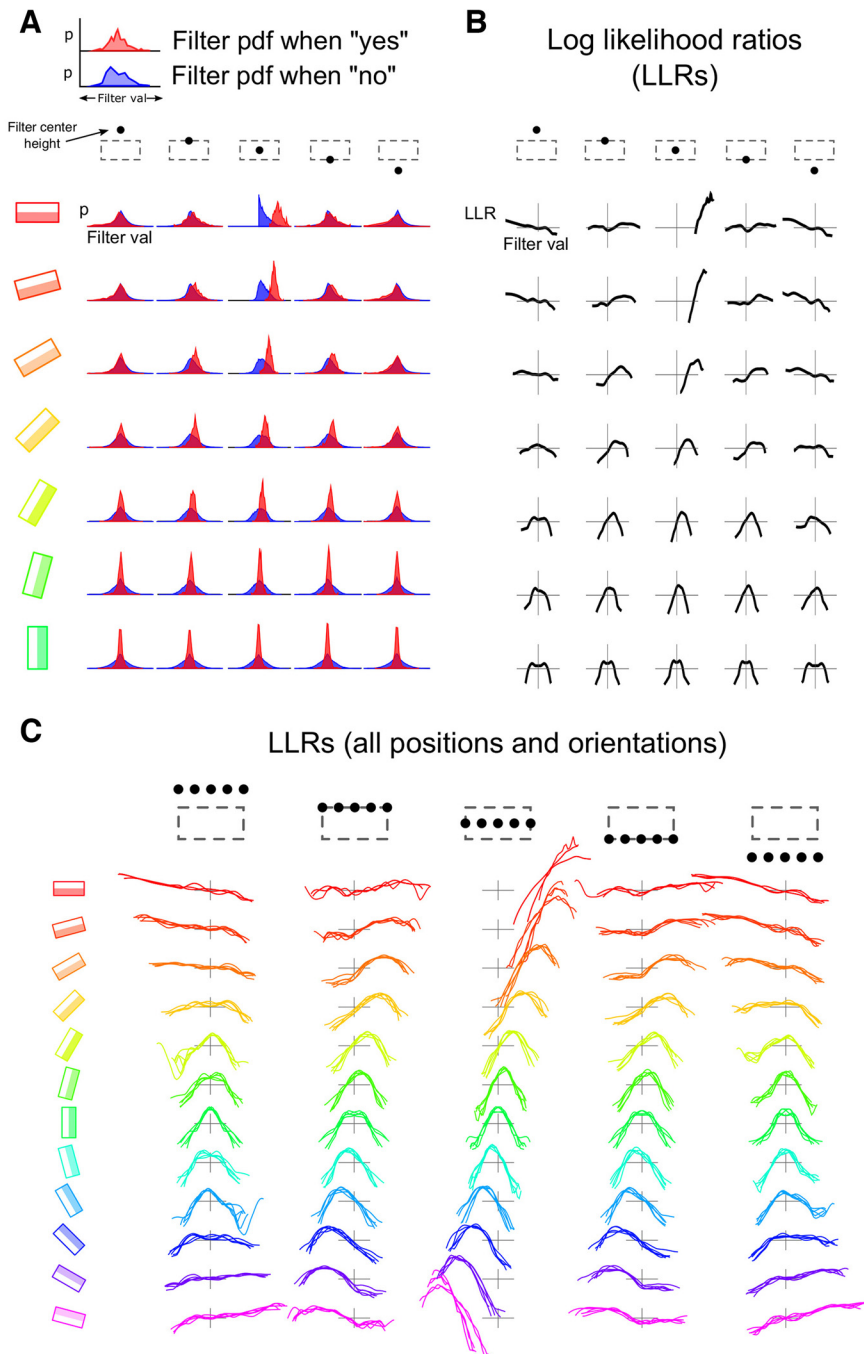 A
p
Filter pdf when "yes"
p
Filter pdf when "no"
Filter val
Filter center
height
p
Filter val
B
Log likelihood ratios
(LLRs)
LLR
Filter val
C
LLRs (all positions and orientations)